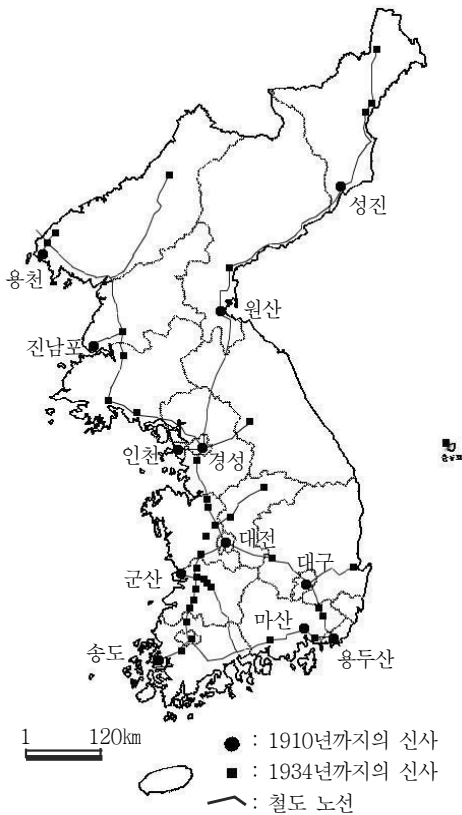 성진
용천
원산
진남포
인천
경성
대전
군산
대구
마산
송도
용두산
1 120km
● : 1910년까지의 신사
■ : 1934년까지의 신사
: 철도 노선